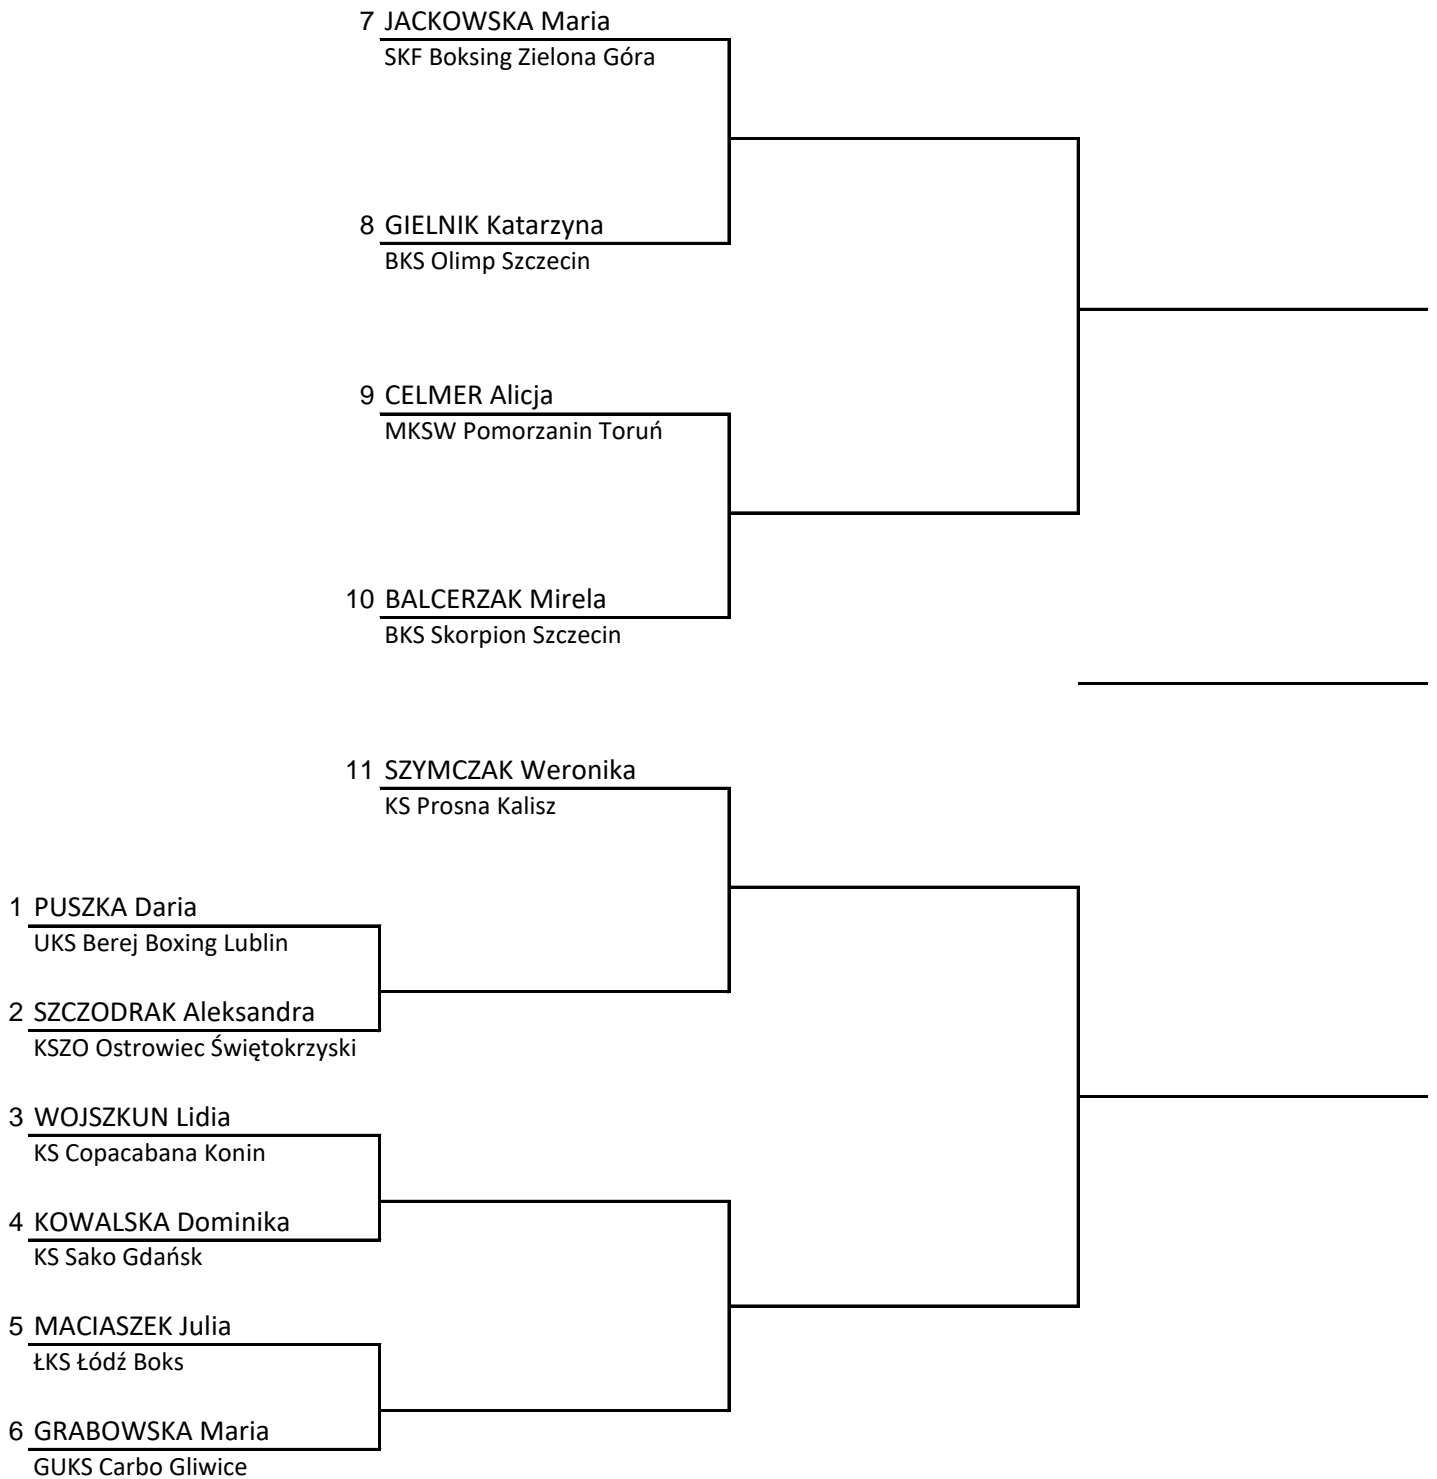 7 JACKOWSKA Maria
SKF Boksing Zielona Góra
8 GIELNIK Katarzyna
BKS Olimp Szczecin
9 CELMER Alicja
MKSW Pomorzanin Toruń
10 BALCERZAK Mirela
BKS Skorpion Szczecin
11 SZYMCZAK Weronika
KS Prosna Kalisz
1 PUSZKA Daria
UKS Berej Boxing Lublin
2 SZCZODRAK Aleksandra
KSZO Ostrowiec Świętokrzyski
3 WOJSZKUN Lidia
KS Copacabana Konin
4 KOWALSKA Dominika
KS Sako Gdańsk
5 MACIASZEK Julia
ŁKS Łódź Boks
6 GRABOWSKA Maria
GUKS Carbo Gliwice